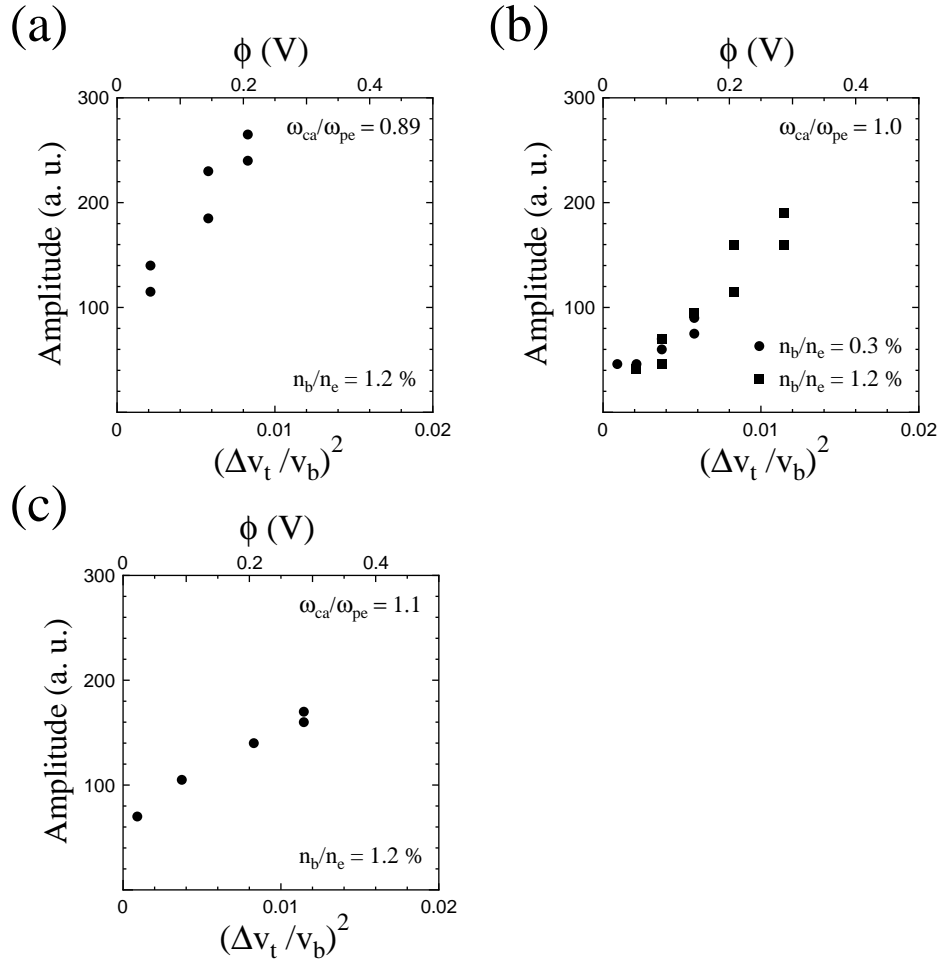 (a)
ϕ (V)
0 0.2 0.4
300
200
100
Amplitude (a. u.)
ω_ca/ω_pe = 0.89
n_b/n_e = 1.2 %
0 0.01 0.02
(Δv_t /v_b)^2
(b)
ϕ (V)
0 0.2 0.4
300
200
100
Amplitude (a. u.)
ω_ca/ω_pe = 1.0
n_b/n_e = 0.3 %
n_b/n_e = 1.2 %
0 0.01 0.02
(Δv_t /v_b)^2
(c)
ϕ (V)
0 0.2 0.4
300
200
100
Amplitude (a. u.)
ω_ca/ω_pe = 1.1
n_b/n_e = 1.2 %
0 0.01 0.02
(Δv_t /v_b)^2